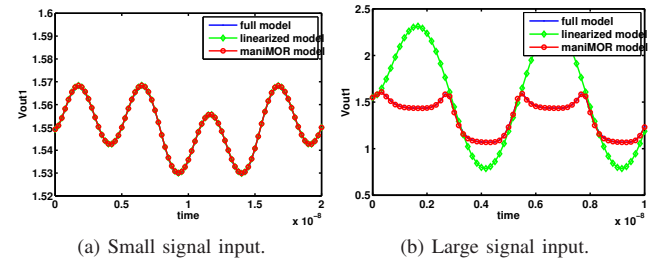 full model
linearized model
maniMOR model
Vout1
1.6
1.59
1.58
1.57
1.56
1.55
1.54
1.53
1.52
0
0.5
1
1.5
2
time
x 10⁻⁸
(a) Small signal input.
full model
linearized model
maniMOR model
Vout1
2.5
2
1.5
1
0.5
0
0.2
0.4
0.6
0.8
1
time
x 10⁻⁸
(b) Large signal input.